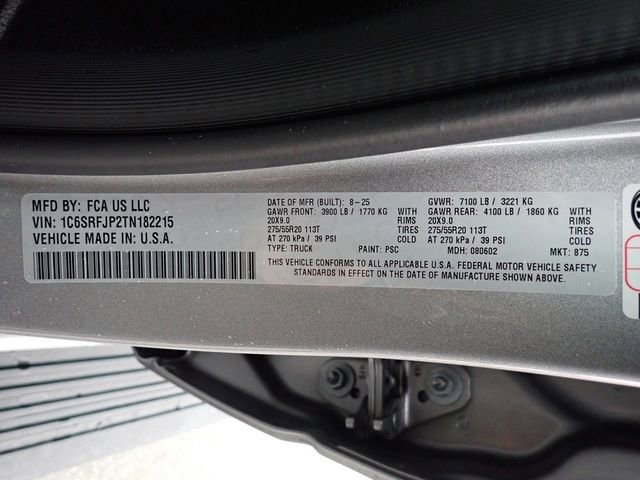 MFD BY: FCA US LLC
VIN: 1C6SRFJP2TN182215
VEHICLE MADE IN: U.S.A.
DATE OF MFR (BUILT): 8-25 GVWR: 7100 LB / 3221 KG
GAWR FRONT: 3900 LB / 1770 KG WITH GAWR REAR: 4100 LB / 1860 KG WITH
20X9.0 RIMS 20X9.0 RIMS
275/55R20 113T TIRES 275/55R20 113T TIRES
AT 270 kPa / 39 PSI COLD AT 270 kPa / 39 PSI COLD
TYPE: TRUCK PAINT: PSC MDH: 080602 MKT: 875
THIS VEHICLE CONFORMS TO ALL APPLICABLE U.S.A. FEDERAL MOTOR VEHICLE SAFETY
STANDARDS IN EFFECT ON THE DATE OF MANUFACTURE SHOWN ABOVE.